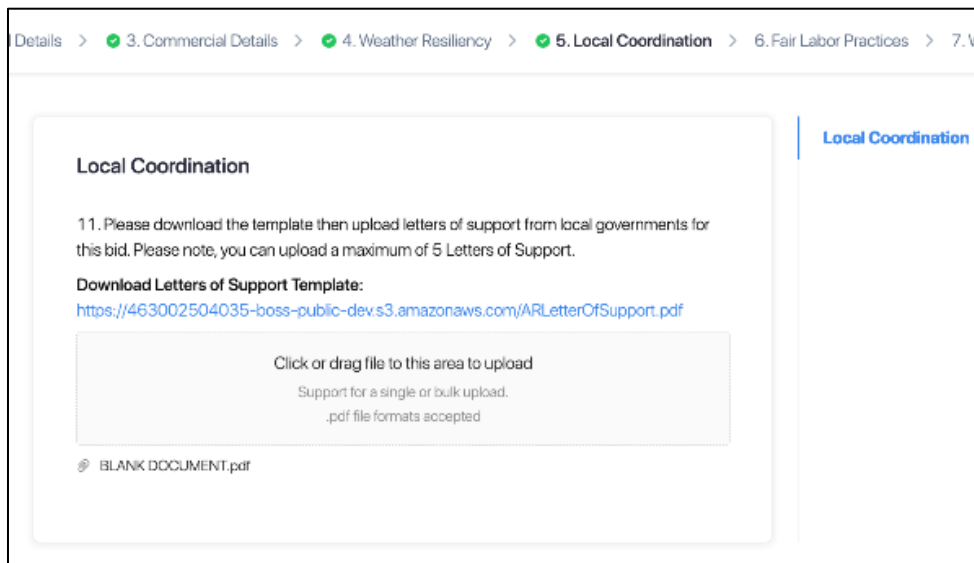 Details > 3. Commercial Details > 4. Weather Resiliency > 5. Local Coordination > 6. Fair Labor Practices > 7.
Local Coordination
Local Coordination
11. Please download the template then upload letters of support from local governments for
this bid. Please note, you can upload a maximum of 5 Letters of Support.
Download Letters of Support Template:
https://463002504035-boss-public-dev.s3.amazonaws.com/ARLetterOfSupport.pdf
Click or drag file to this area to upload
Support for a single or bulk upload.
.pdf file formats accepted
BLANK DOCUMENT.pdf